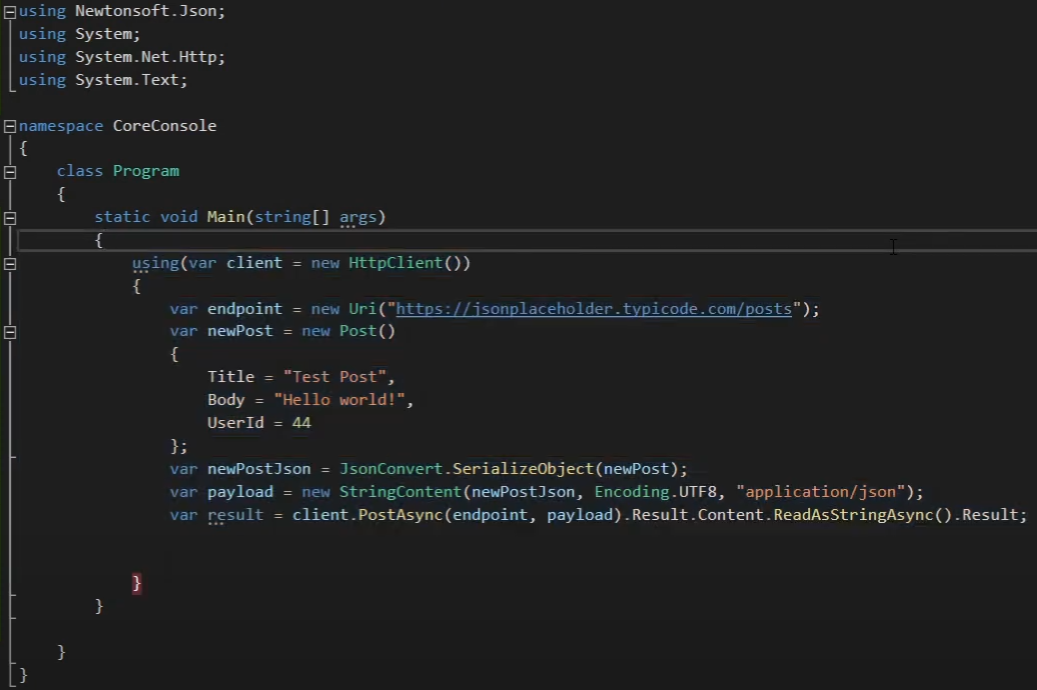 using Newtonsoft.Json;
using System;
using System.Net.Http;
using System.Text;
namespace CoreConsole
{
class Program
{
static void Main(string[] args)
{
using(var client = new HttpClient())
{
var endpoint = new Uri("https://jsonplaceholder.typicode.com/posts");
var newPost = new Post()
{
Title = "Test Post",
Body = "Hello world!",
UserId = 44
};
var newPostJson = JsonConvert.SerializeObject(newPost);
var payload = new StringContent(newPostJson, Encoding.UTF8, "application/json");
var result = client.PostAsync(endpoint, payload).Result.Content.ReadAsStringAsync().Result;
}
}
}
}